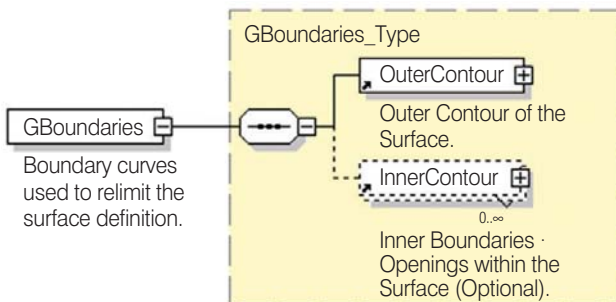 GBoundaries_Type
OuterContour
Outer Contour of the
Surface.
GBoundaries
Boundary curves
used to relimit the
surface definition.
InnerContour
0..∞
Inner Boundaries ·
Openings within the
Surface (Optional).